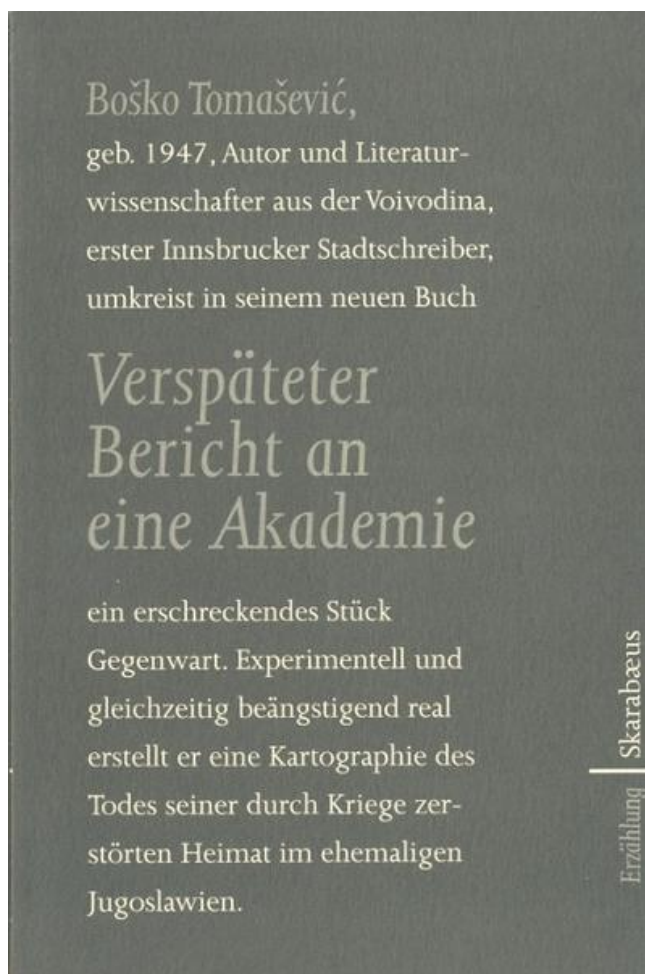 Boško Tomašević,
geb. 1947, Autor und Literatur-
wissenschafter aus der Voivodina,
erster Innsbrucker Stadtschreiber,
umkreist in seinem neuen Buch
Verspäteter
Bericht an
eine Akademie
ein erschreckendes Stück
Gegenwart. Experimentell und
gleichzeitig beängstigend real
erstellt er eine Kartographie des
Todes seiner durch Kriege zer-
störten Heimat im ehemaligen
Jugoslawien.
Erzählung
Skarabæus